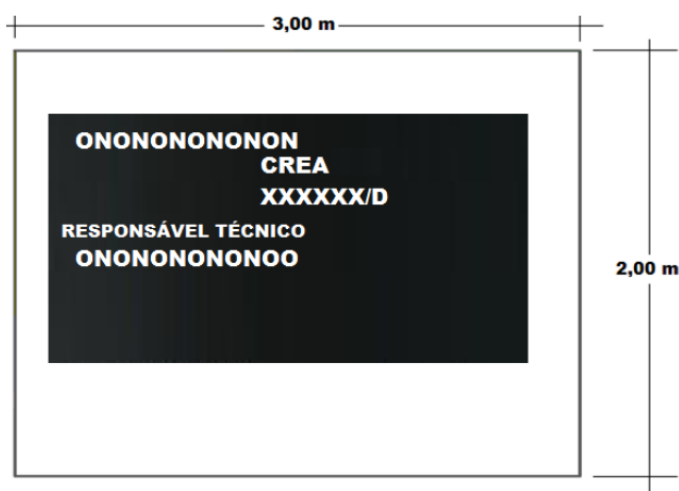 3,00 m
ONONONONONON
CREA
XXXXXX/D
RESPONSÁVEL TÉCNICO
ONONONONONOO
2,00 m